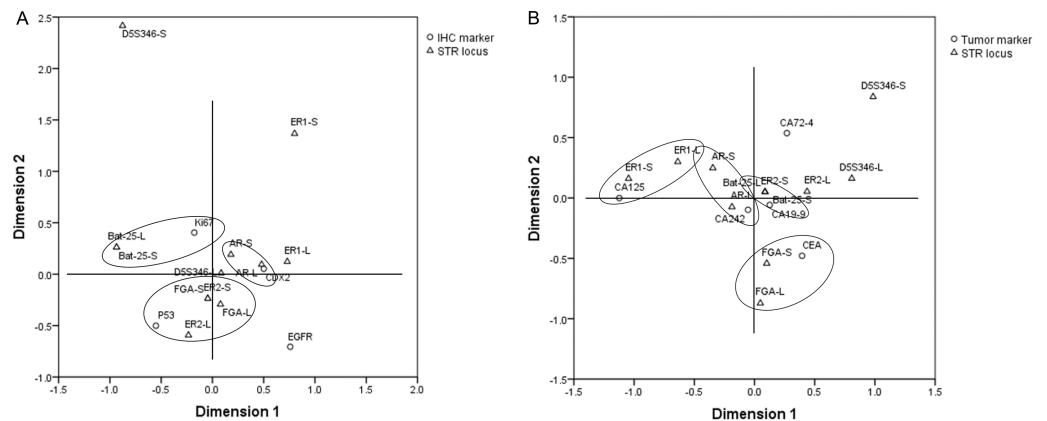 A
2.5
2.0
1.5
1.0
0.5
0.0
-0.5
-1.0
-1.5
-1.0
-0.5
0.0
0.5
1.0
1.5
2.0
Dimension 2
Dimension 1
D5S346-S
ER1-S
Ki67
Bat-25-L
Bat-25-S
AR-S
ER1-L
D5S346-L
AR-L
CDX2
FGA-S
ER2-S
FGA-L
P53
ER2-L
EGFR
IHC marker
STR locus
B
1.5
1.0
0.5
0.0
-0.5
-1.0
-1.5
-1.5
-1.0
-0.5
0.0
0.5
1.0
1.5
Dimension 2
Dimension 1
D5S346-S
CA72-4
ER1-L
AR-S
ER1-S
D5S346-L
CA125
Bat-25-L
ER2-S
ER2-L
AR-L
Bat-25-S
CA242
CA19-9
CEA
FGA-S
FGA-L
Tumor marker
STR locus